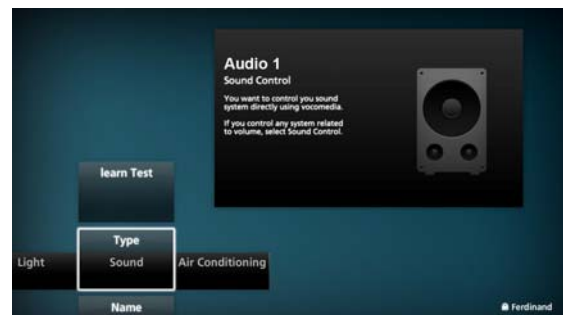 Audio 1
Sound Control
You want to control you sound
system directly using vocomedia.
If you control any system related
to volume, select Sound Control.
learn Test
Type
Light
Sound
Air Conditioning
Name
Ferdinand